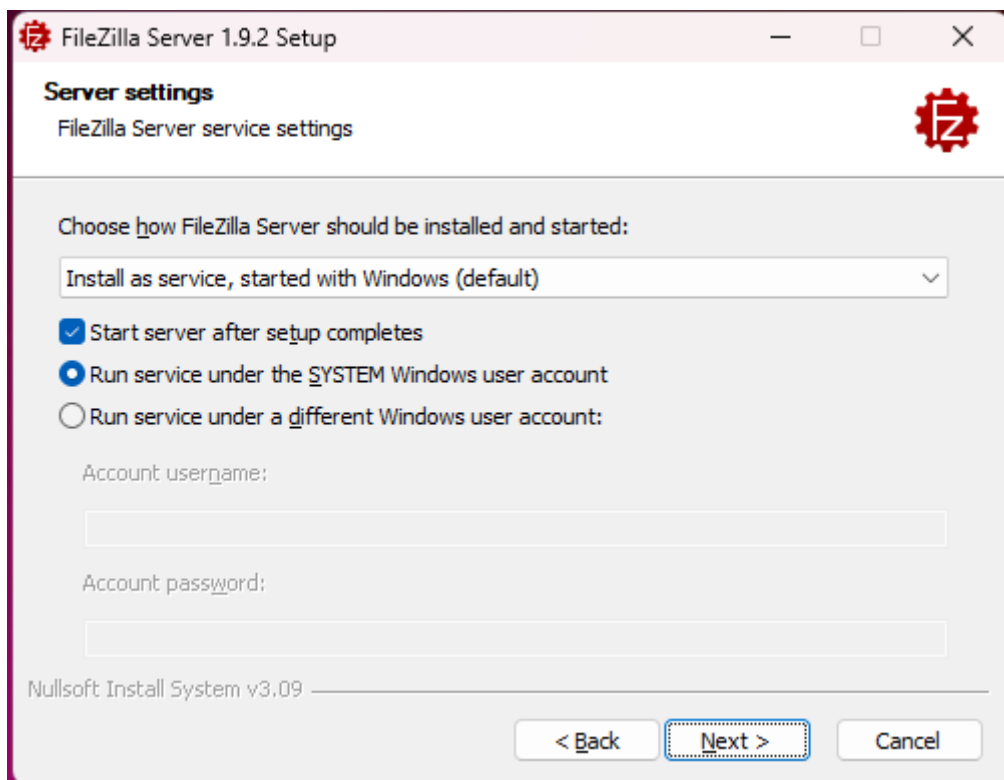 FileZilla Server 1.9.2 Setup
Server settings
FileZilla Server service settings
Choose how FileZilla Server should be installed and started:
Install as service, started with Windows (default)
Start server after setup completes
Run service under the SYSTEM Windows user account
Run service under a different Windows user account:
Account username:
Account password:
Nullsoft Install System v3.09
< Back
Next >
Cancel